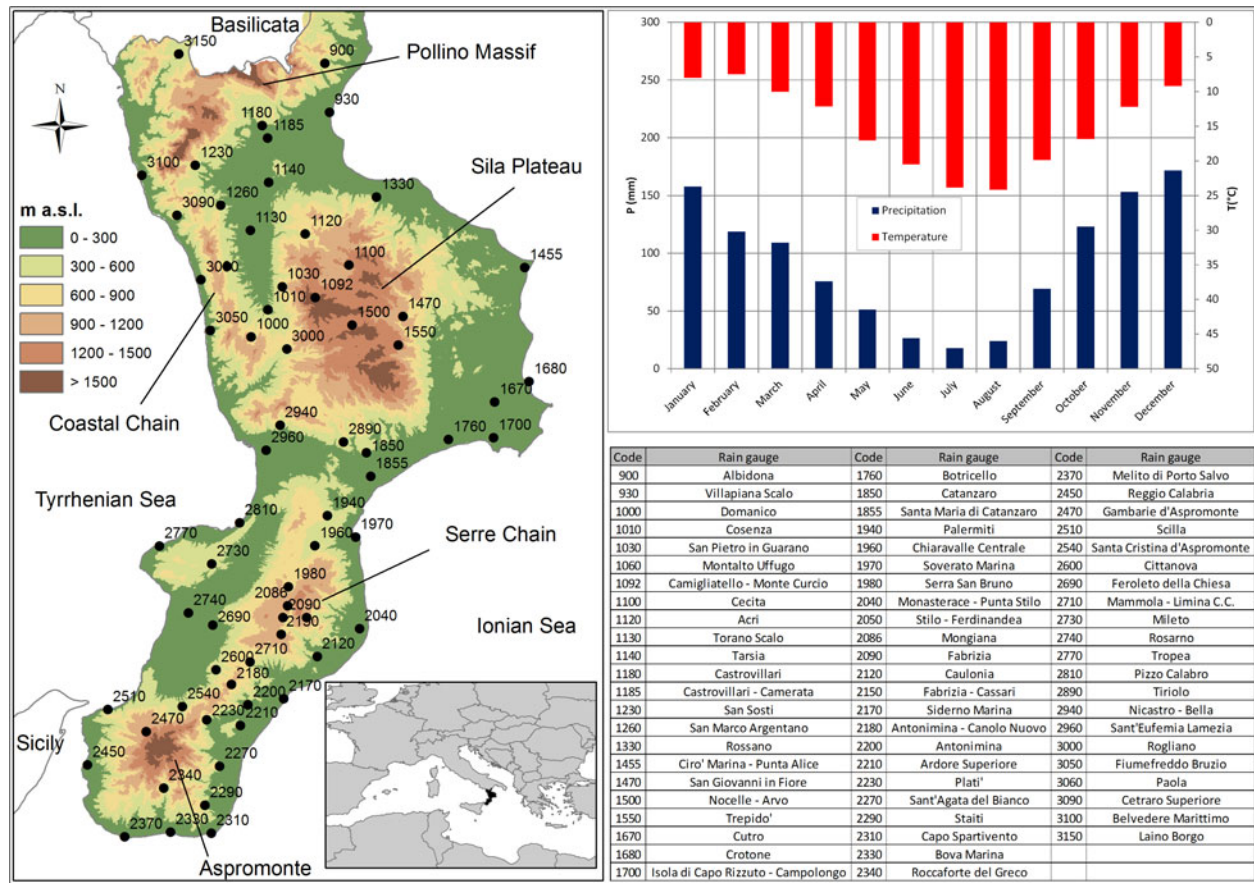 Basilicata
3150
Pollino Massif
900
N
1180
930
1185
1230
3100
1140
Sila Plateau
1260
1330
3090
m a.s.l.
1130
1120
0 - 300
300 - 600
1100
1455
600 - 900
1030
1092
900 - 1200
1010
1470
1200 - 1500
3050
1000
1500
> 1500
3000
1550
1680
1670
Coastal Chain
2940
2960
2890
1850
1760
1700
1855
Tyrrhenian Sea
2810
1940
1970
2770
1960
Serre Chain
2730
1980
2086
2090
2740
2690
2040
Ionian Sea
2710
2120
2600
2180
2510
2540
2200
2170
2470
2230
2210
Sicily
2450
2270
2340
2290
2370
2330
2310
Aspromonte
300
250
200
150
100
50
0
P (mm)
Precipitation
Temperature
0
5
10
15
20
25
30
35
40
45
50
T(°C)
January
February
March
April
May
June
July
August
September
October
November
December
Code Rain gauge Code Rain gauge Code Rain gauge
900 Albidona 1760 Botricello 2370 Melito di Porto Salvo
930 Villapiana Scalo 1850 Catanzaro 2450 Reggio Calabria
1000 Domanico 1855 Santa Maria di Catanzaro 2470 Gambarie d'Aspromonte
1010 Cosenza 1940 Palermiti 2510 Scilla
1030 San Pietro in Guarano 1960 Chiaravalle Centrale 2540 Santa Cristina d'Aspromonte
1060 Montalto Uffugo 1970 Soverato Marina 2600 Cittanova
1092 Camigliatello - Monte Curcio 1980 Serra San Bruno 2690 Feroleto della Chiesa
1100 Cecita 2040 Monasterace - Punta Stilo 2710 Mammola - Limina C.C.
1120 Acri 2050 Stilo - Ferdinandea 2730 Mileto
1130 Torano Scalo 2086 Mongiana 2740 Rosarno
1140 Tarsia 2090 Fabrizia 2770 Tropea
1180 Castrovillari 2120 Caulonia 2810 Pizzo Calabro
1185 Castrovillari - Camerata 2150 Fabrizia - Cassari 2890 Tiriolo
1230 San Sosti 2170 Siderno Marina 2940 Nicastro - Bella
1260 San Marco Argentano 2180 Antonimina - Canolo Nuovo 2960 Sant'Eufemia Lamezia
1330 Rossano 2200 Antonimina 3000 Rogliano
1455 Ciro' Marina - Punta Alice 2210 Ardore Superiore 3050 Fiumefreddo Bruzio
1470 San Giovanni in Fiore 2230 Plati' 3060 Paola
1500 Nocelle - Arvo 2270 Sant'Agata del Bianco 3090 Cetraro Superiore
1550 Trepido' 2290 Staiti 3100 Belvedere Marittimo
1670 Cutro 2310 Capo Spartivento 3150 Laino Borgo
1680 Crotone 2330 Bova Marina
1700 Isola di Capo Rizzuto - Campolongo 2340 Roccaforte del Greco